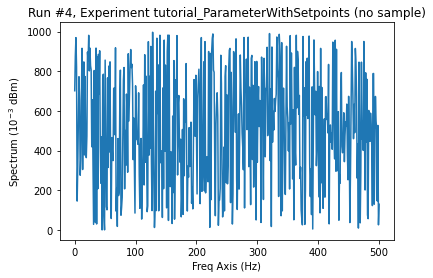 Run #4, Experiment tutorial_ParameterWithSetpoints (no sample)
1000
800
600
400
200
0
Spectrum (10⁻³ dBm)
0 100 200 300 400 500
Freq Axis (Hz)